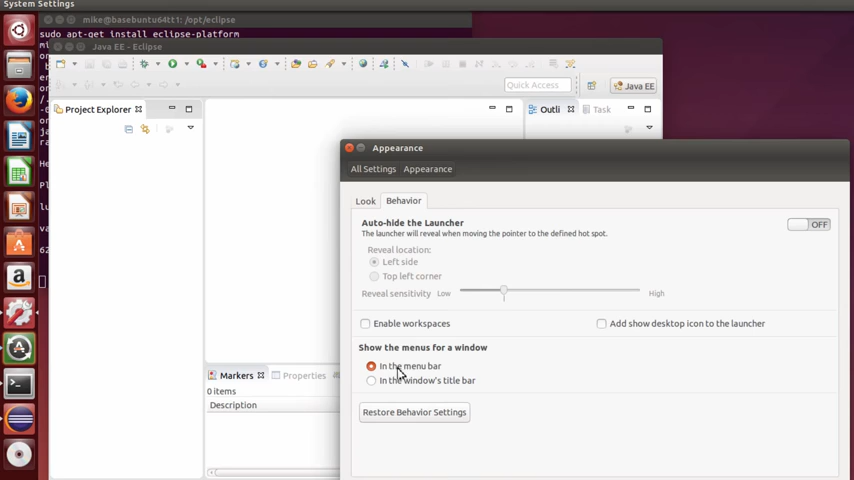 System Settings
mike@basebuntu64tt1: /opt/eclipse
sudo apt-get install eclipse-platform
Java EE - Eclipse
Quick Access
Java EE
Project Explorer
Outli
Task
Appearance
All Settings
Appearance
Look
Behavior
Auto-hide the Launcher
The launcher will reveal when moving the pointer to the defined hot spot.
OFF
Reveal location:
Left side
Top left corner
Reveal sensitivity
Low
High
Enable workspaces
Add show desktop icon to the launcher
Show the menus for a window
In the menu bar
In the window's title bar
Restore Behavior Settings
Markers
Properties
0 items
Description